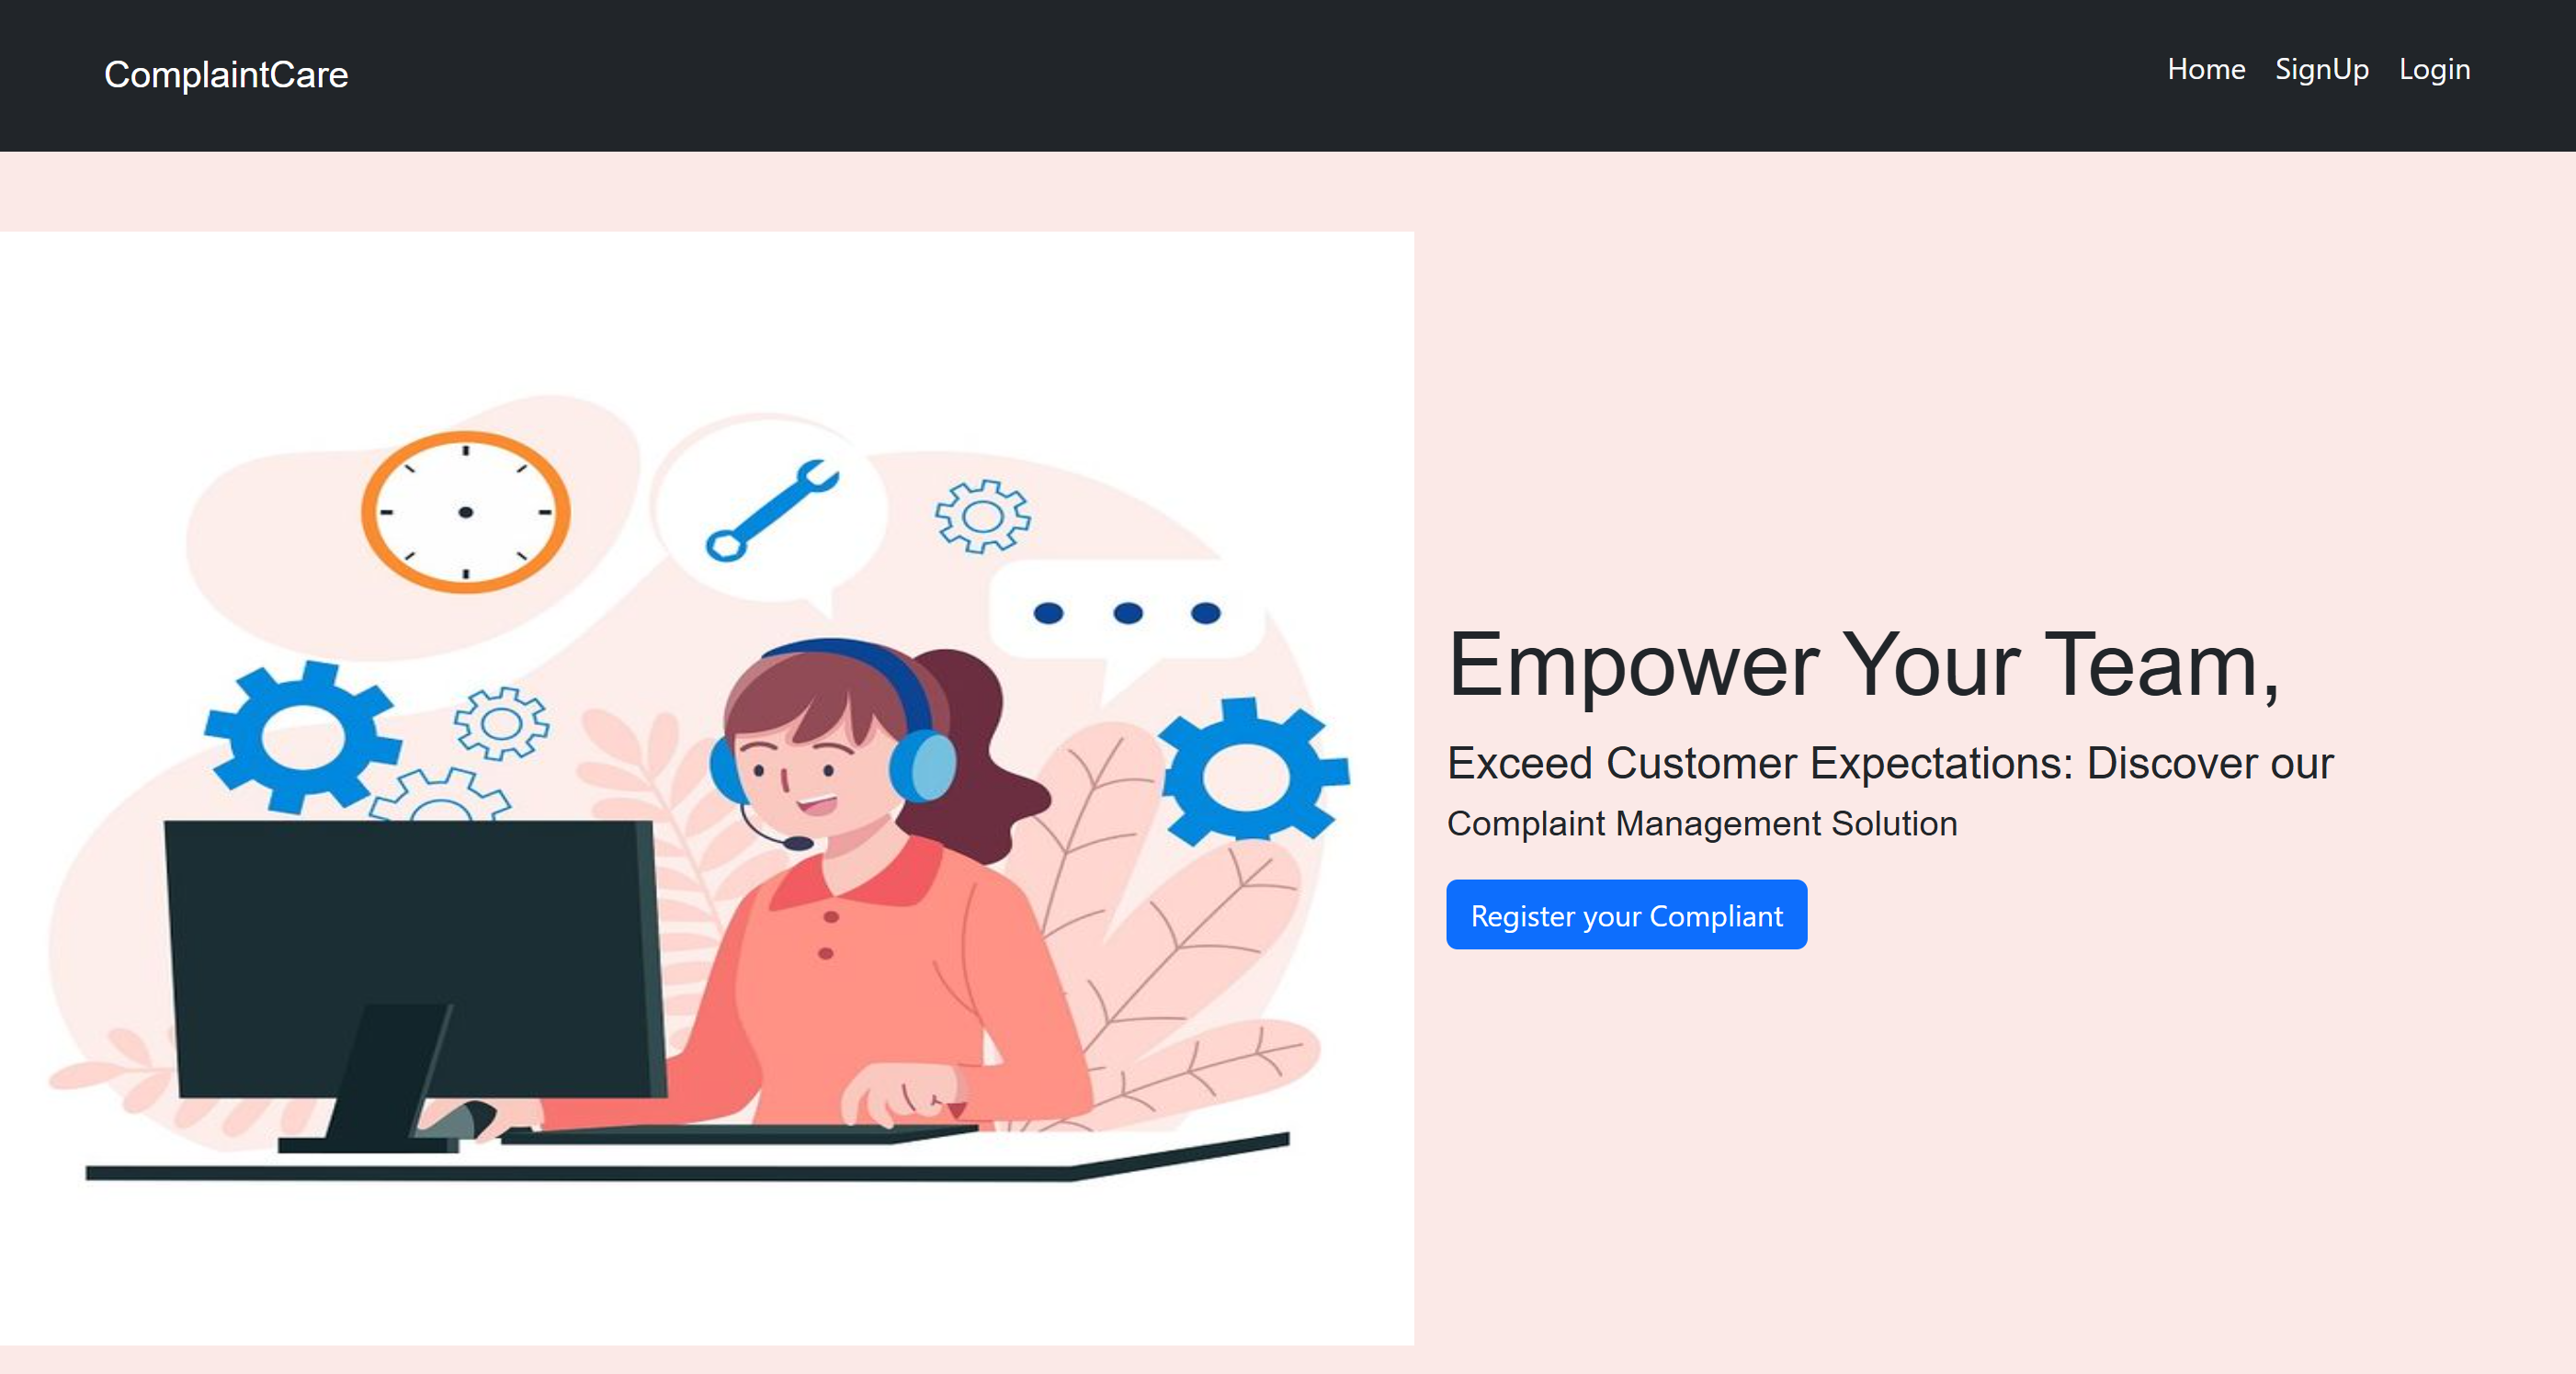 ComplaintCare
Home SignUp Login
Empower Your Team,
Exceed Customer Expectations: Discover our
Complaint Management Solution
Register your Compliant